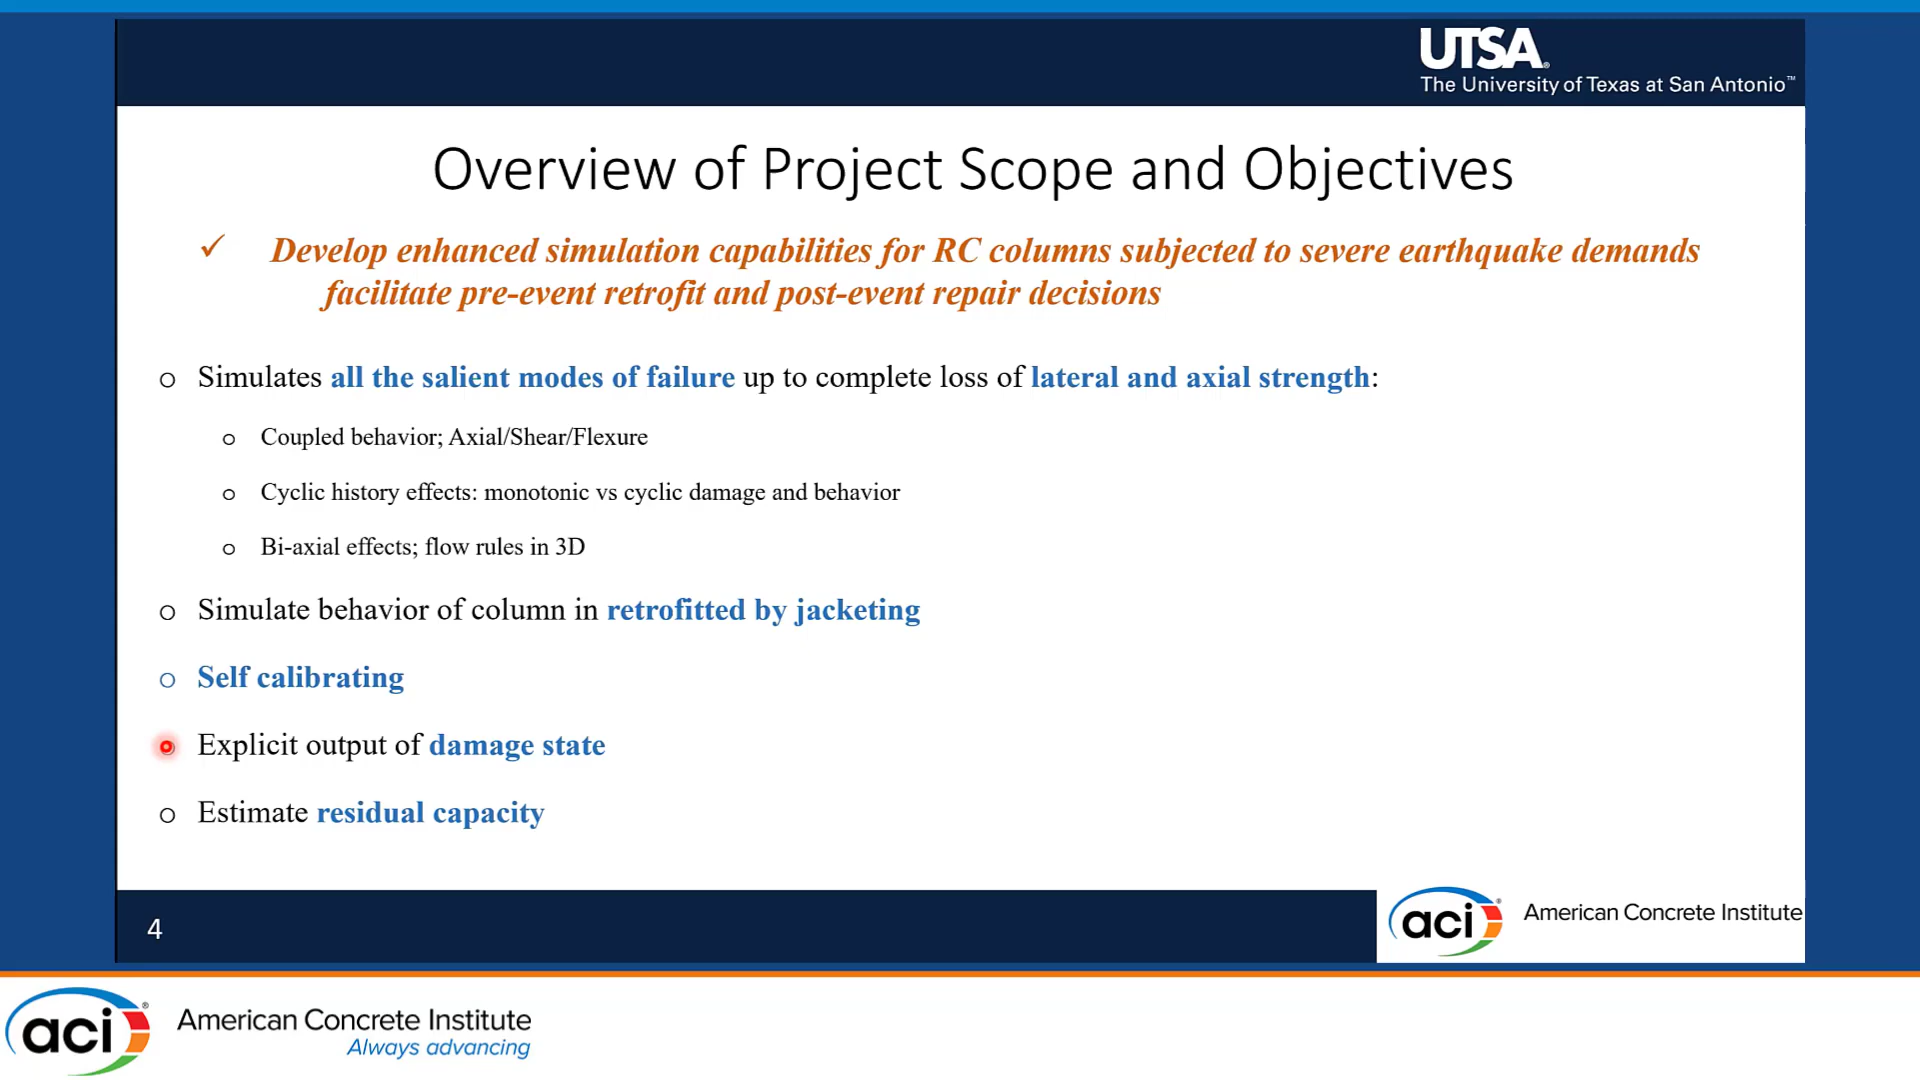 UTSA®
The University of Texas at San Antonio™
Overview of Project Scope and Objectives
✓ Develop enhanced simulation capabilities for RC columns subjected to severe earthquake demands
facilitate pre-event retrofit and post-event repair decisions
o Simulates all the salient modes of failure up to complete loss of lateral and axial strength:
o Coupled behavior; Axial/Shear/Flexure
o Cyclic history effects: monotonic vs cyclic damage and behavior
o Bi-axial effects; flow rules in 3D
o Simulate behavior of column in retrofitted by jacketing
o Self calibrating
o Explicit output of damage state
o Estimate residual capacity
4
aci®
American Concrete Institute
aci®
American Concrete Institute
Always advancing